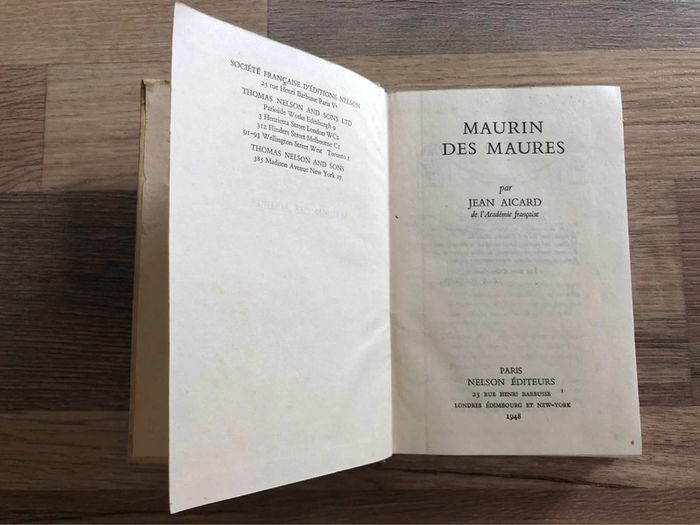 SOCIÉTÉ FRANÇAISE D'ÉDITIONS NELSON
25 rue Henri Barbusse Paris Vᵉ
THOMAS NELSON AND SONS LTD
Parkside Works Edinburgh 9
3 Henrietta Street London WC2
312 Flinders Street Melbourne C1
91-93 Wellington Street West Toronto 1
THOMAS NELSON AND SONS
385 Madison Avenue New York 17
MAURIN
DES MAURES
par
JEAN AICARD
de l'Académie française
PARIS
NELSON ÉDITEURS
25 RUE HENRI BARBUSSE
LONDRES ÉDIMBOURG ET NEW-YORK
1948